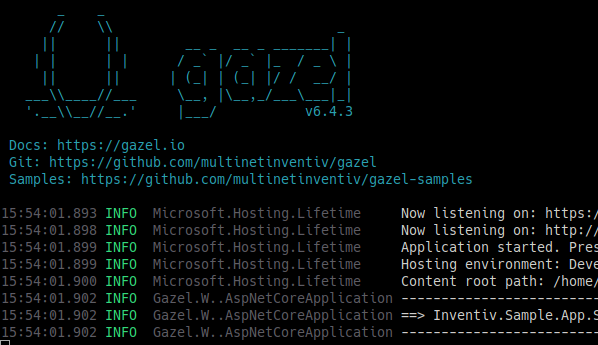 gazel
v6.4.3
Docs: https://gazel.io
Git: https://github.com/multinetinventiv/gazel
Samples: https://github.com/multinetinventiv/gazel-samples
15:54:01.893 INFO Microsoft.Hosting.Lifetime Now listening on: https:/
15:54:01.898 INFO Microsoft.Hosting.Lifetime Now listening on: http://
15:54:01.899 INFO Microsoft.Hosting.Lifetime Application started. Pres
15:54:01.899 INFO Microsoft.Hosting.Lifetime Hosting environment: Deve
15:54:01.900 INFO Microsoft.Hosting.Lifetime Content root path: /home/
15:54:01.902 INFO Gazel.W..AspNetCoreApplication -------------------------
15:54:01.902 INFO Gazel.W..AspNetCoreApplication ==> Inventiv.Sample.App.S
15:54:01.902 INFO Gazel.W..AspNetCoreApplication -------------------------